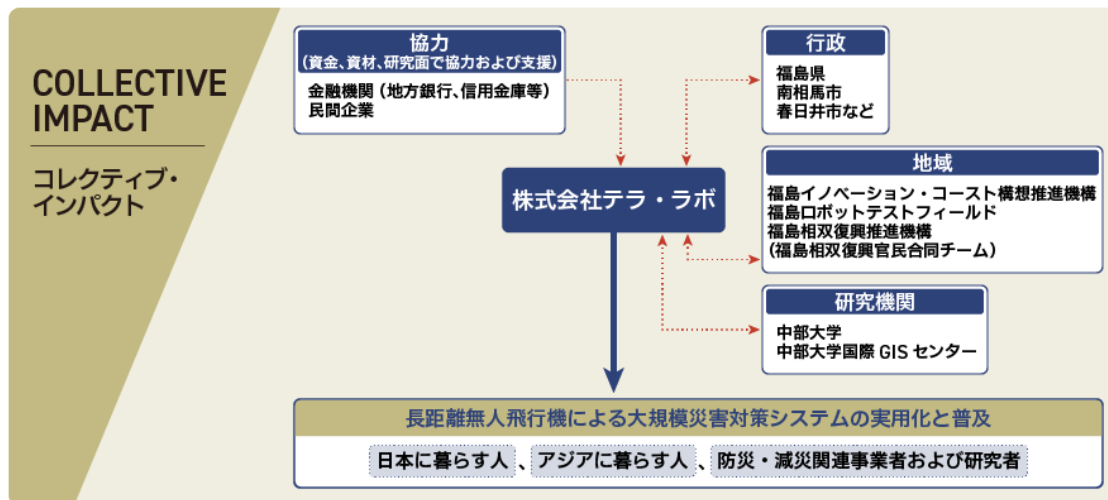 COLLECTIVE
IMPACT
コレクティブ・
インパクト
協力
(資金、資材、研究面で協力および支援)
金融機関（地方銀行、信用金庫等）
民間企業
行政
福島県
南相馬市
春日井市など
株式会社テラ・ラボ
地域
福島イノベーション・コースト構想推進機構
福島ロボットテストフィールド
福島相双復興推進機構
(福島相双復興官民合同チーム）
研究機関
中部大学
中部大学国際 GIS センター
長距離無人飛行機による大規模災害対策システムの実用化と普及
日本に暮らす人 、アジアに暮らす人 、防災・減災関連事業者および研究者